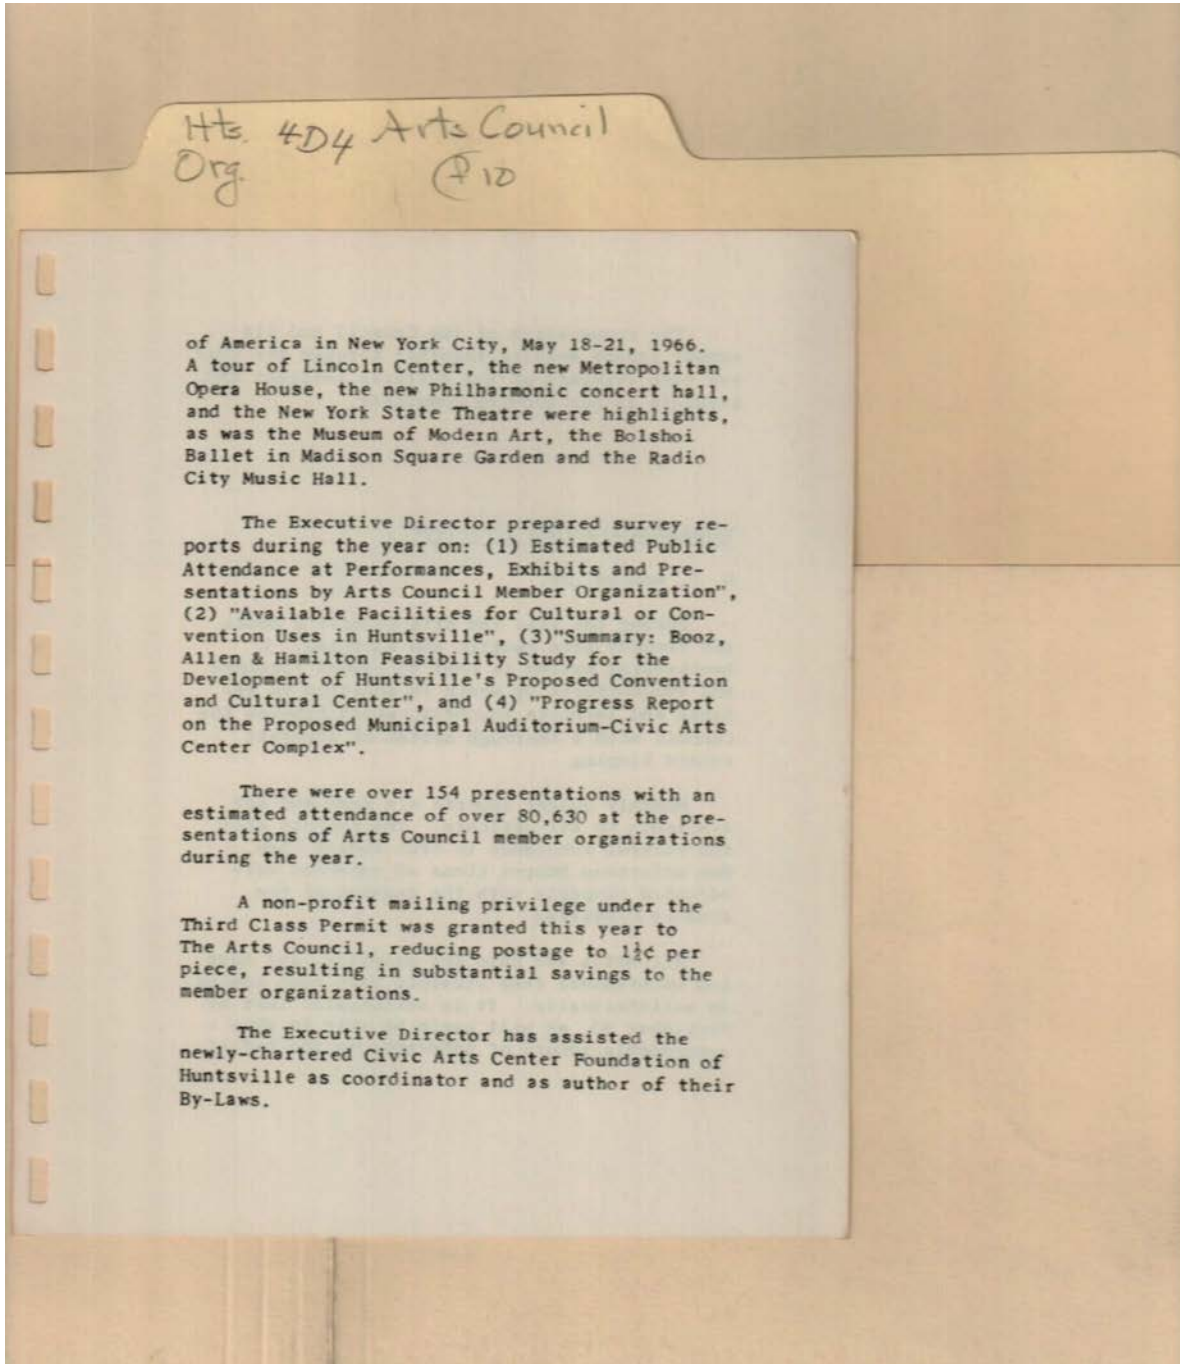 Hts. 4D4 Arts Council
Org. P 10
of America in New York City, May 18-21, 1966.
A tour of Lincoln Center, the new Metropolitan
Opera House, the new Philharmonic concert hall,
and the New York State Theatre were highlights,
as was the Museum of Modern Art, the Bolshoi
Ballet in Madison Square Garden and the Radio
City Music Hall.
The Executive Director prepared survey re-
ports during the year on: (1) Estimated Public
Attendance at Performances, Exhibits and Pre-
sentations by Arts Council Member Organization",
(2) "Available Facilities for Cultural or Con-
vention Uses in Huntsville", (3)"Summary: Booz,
Allen & Hamilton Feasibility Study for the
Development of Huntsville's Proposed Convention
and Cultural Center", and (4) "Progress Report
on the Proposed Municipal Auditorium-Civic Arts
Center Complex".
There were over 154 presentations with an
estimated attendance of over 80,630 at the pre-
sentations of Arts Council member organizations
during the year.
A non-profit mailing privilege under the
Third Class Permit was granted this year to
The Arts Council, reducing postage to 1½¢ per
piece, resulting in substantial savings to the
member organizations.
The Executive Director has assisted the
newly-chartered Civic Arts Center Foundation of
Huntsville as coordinator and as author of their
By-Laws.